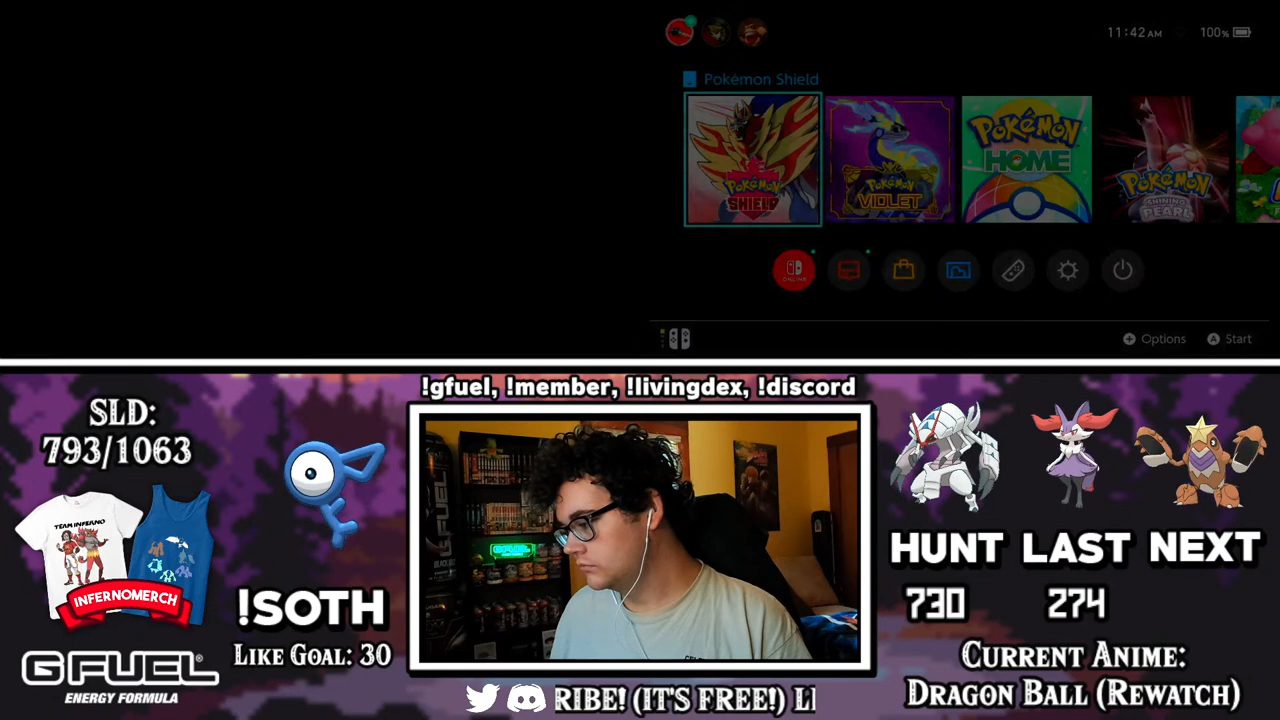 11:42 AM 100%
Pokémon Shield
POKÉMON SHIELD
POKÉMON VIOLET
POKÉMON HOME
POKÉMON SHINING PEARL
ONLINE
Options
Start
!gfuel, !member, !livingdex, !discord
SLD:
793/1063
TEAM INFERNO
INFERNOMERCH
G FUEL®
ENERGY FORMULA
!SOTH
LIKE GOAL: 30
GFUEL
RIBE! (IT'S FREE!) LI
HUNT LAST NEXT
730 274
CURRENT ANIME:
DRAGON BALL (REWATCH)